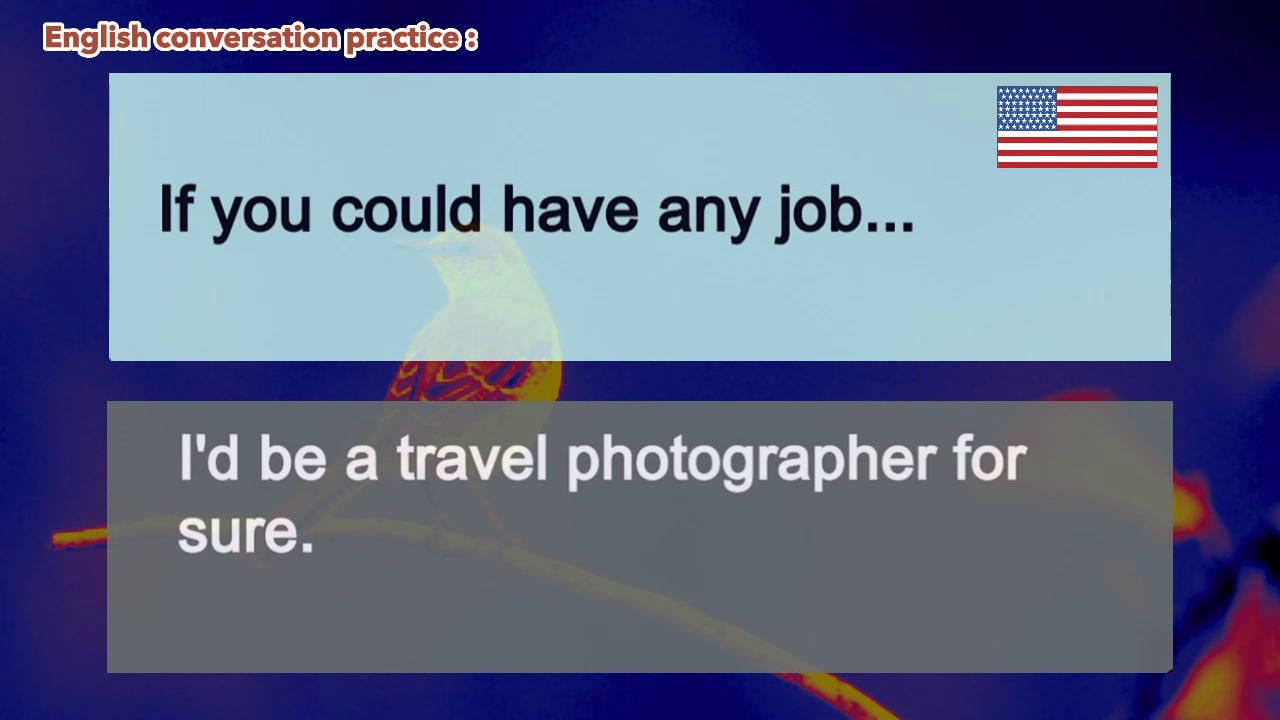 English conversation practice :
If you could have any job...
I'd be a travel photographer for
sure.